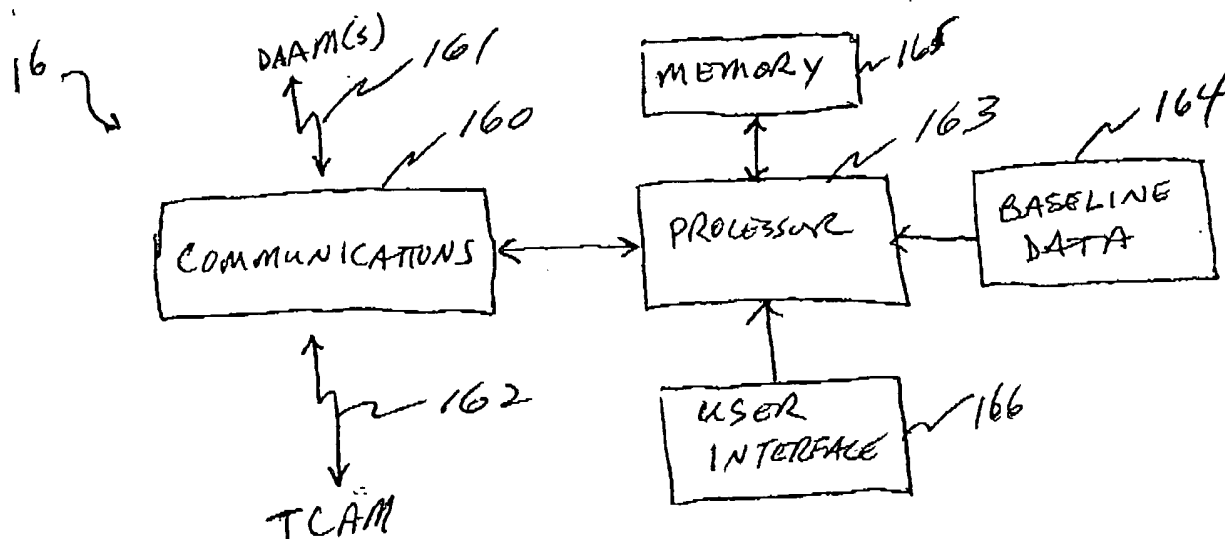 16
DAAM(s)
161
160
MEMORY
165
163
164
COMMUNICATIONS
PROCESSOR
BASELINE
DATA
162
TCAM
USER
INTERFACE
166